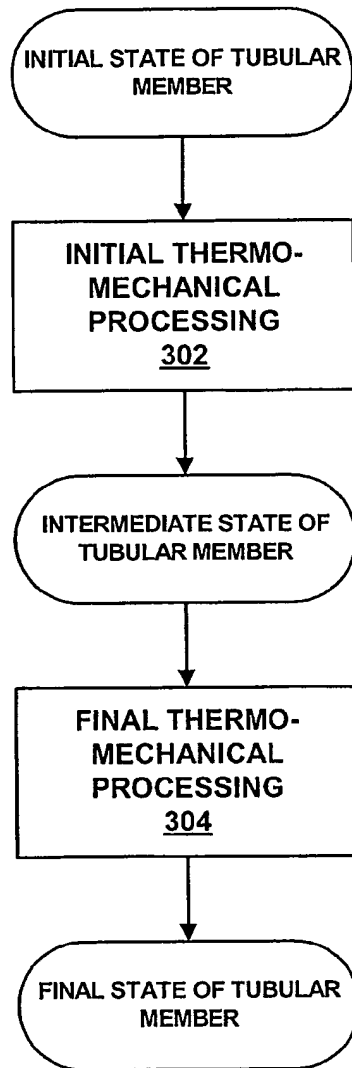 INITIAL STATE OF TUBULAR
MEMBER
INITIAL THERMO-
MECHANICAL
PROCESSING
302
INTERMEDIATE STATE OF
TUBULAR MEMBER
FINAL THERMO-
MECHANICAL
PROCESSING
304
FINAL STATE OF TUBULAR
MEMBER